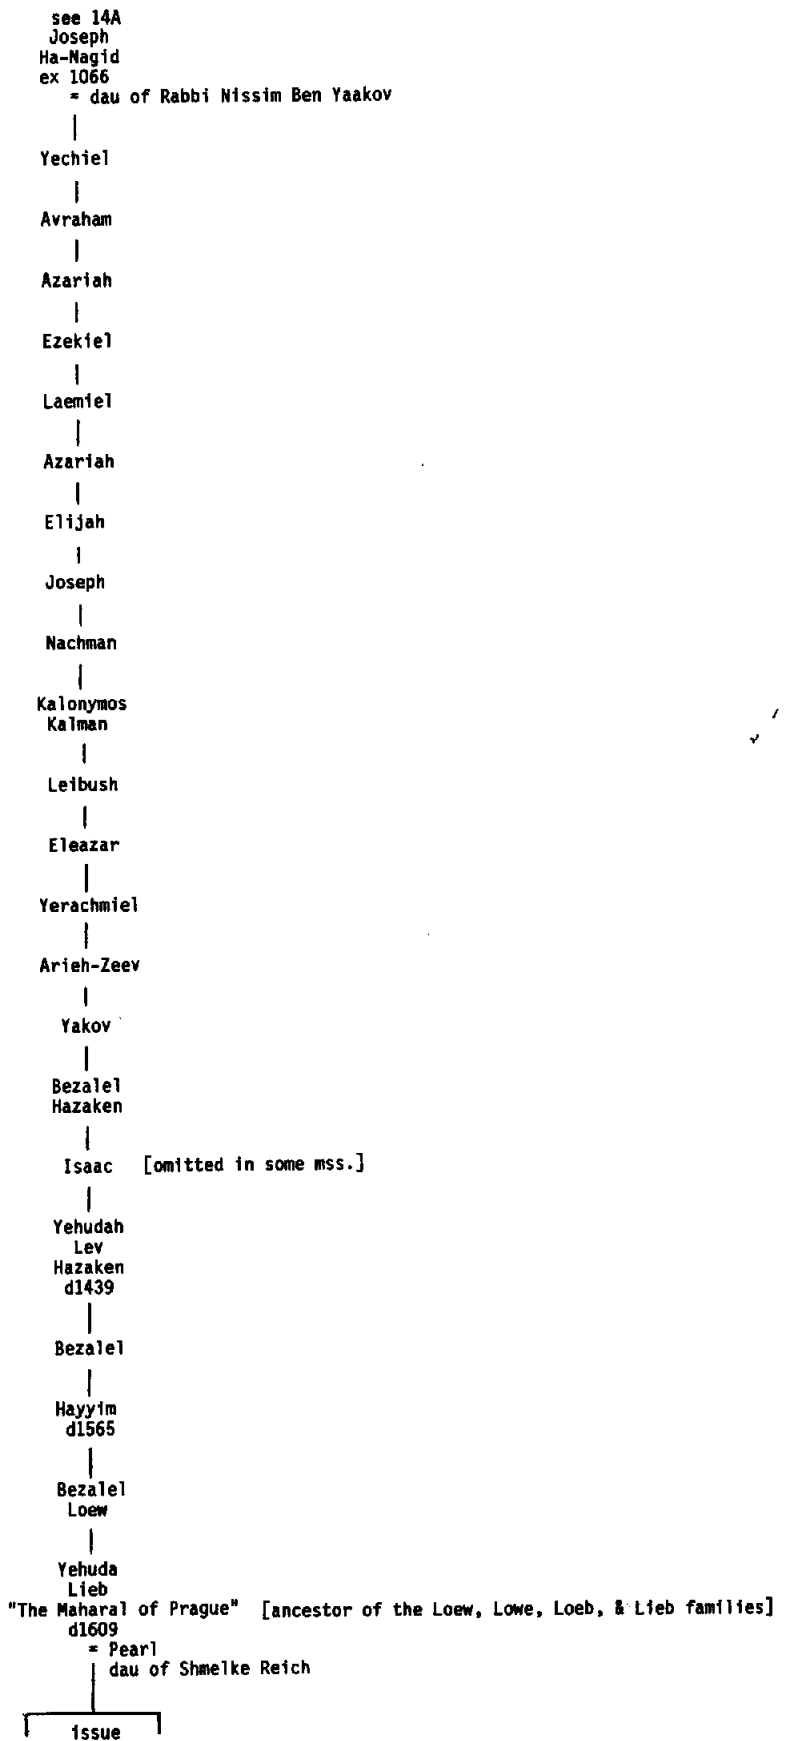 see 14A
Joseph
Ha-Nagid
ex 1066
= dau of Rabbi Nissim Ben Yaakov
Yechiel
Avraham
Azariah
Ezekiel
Laemiel
Azariah
Elijah
Joseph
Nachman
Kalonymos
Kalman
Leibush
Eleazar
Yerachmiel
Arieh-Zeev
Yakov
Bezalel
Hazaken
Isaac [omitted in some mss.]
Yehudah
Lev
Hazaken
d1439
Bezalel
Hayyim
d1565
Bezalel
Loew
Yehuda
Lieb
"The Maharal of Prague" [ancestor of the Loew, Lowe, Loeb, & Lieb families]
d1609
= Pearl
dau of Shmelke Reich
issue